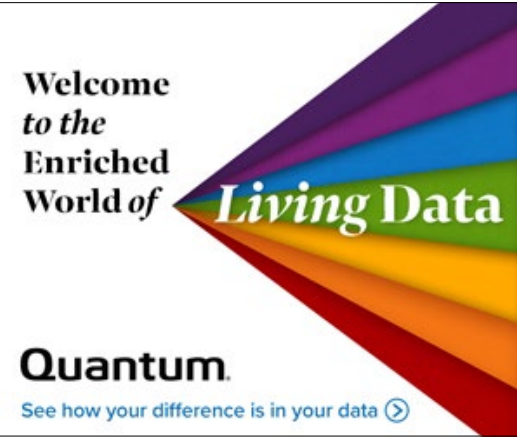 Welcome
to the
Enriched
World of Living Data
Quantum.
See how your difference is in your data